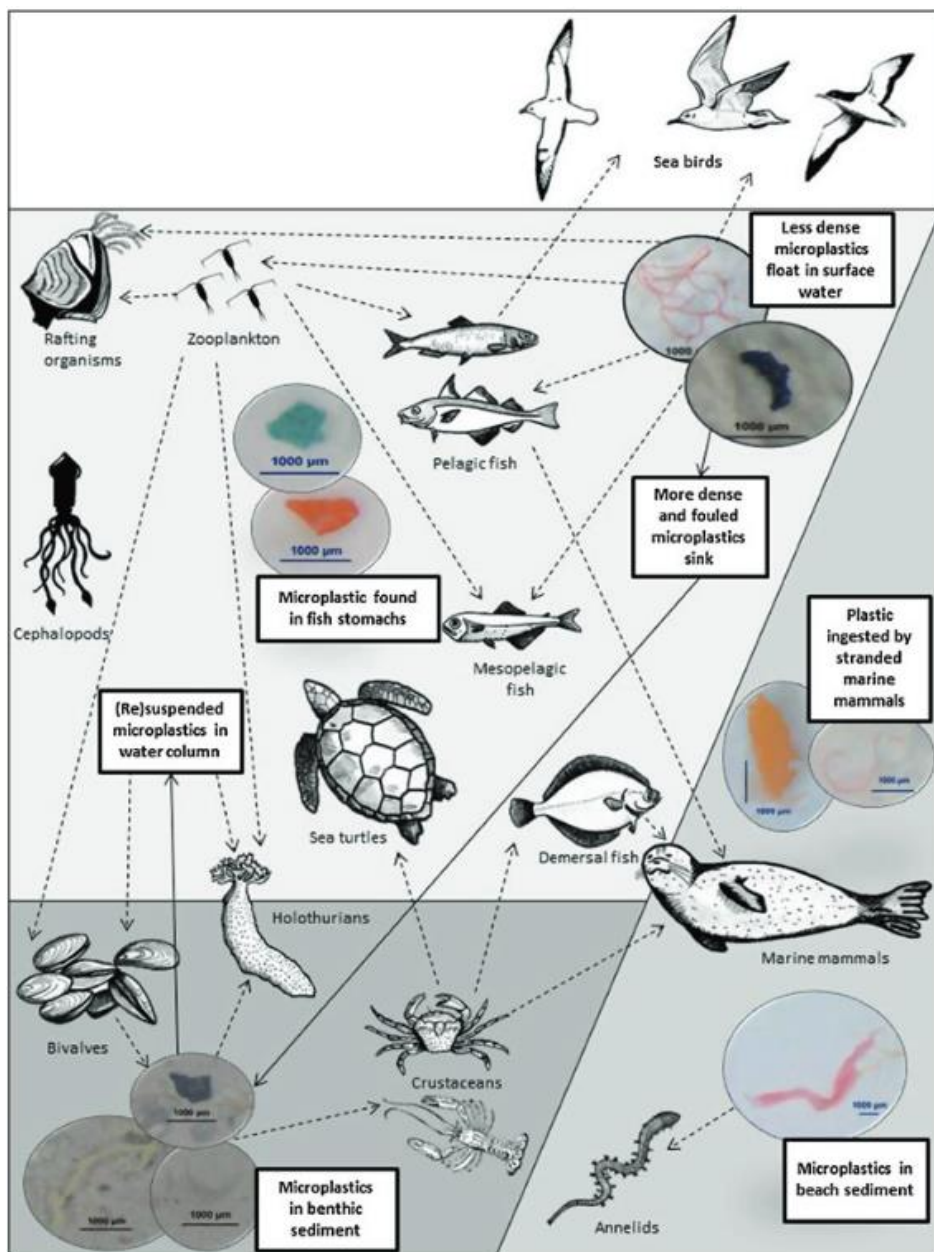 Sea birds
Less dense
microplastics
float in surface
water
1000
1000 µm
Rafting
organisms
Zooplankton
1000 µm
1000 µm
Pelagic fish
More dense
and fouled
microplastics
sink
Microplastic found
in fish stomachs
Cephalopods
Mesopelagic
fish
Plastic
ingested by
stranded
marine
mammals
1000 µm
1000 µm
(Re)suspended
microplastics in
water column
Sea turtles
Demersal fish
Holothurians
Marine mammals
Bivalves
1000 µm
Crustaceans
1000 µm
1000 µm
1000 µm
Microplastics
in benthic
sediment
Microplastics in
beach sediment
Annelids